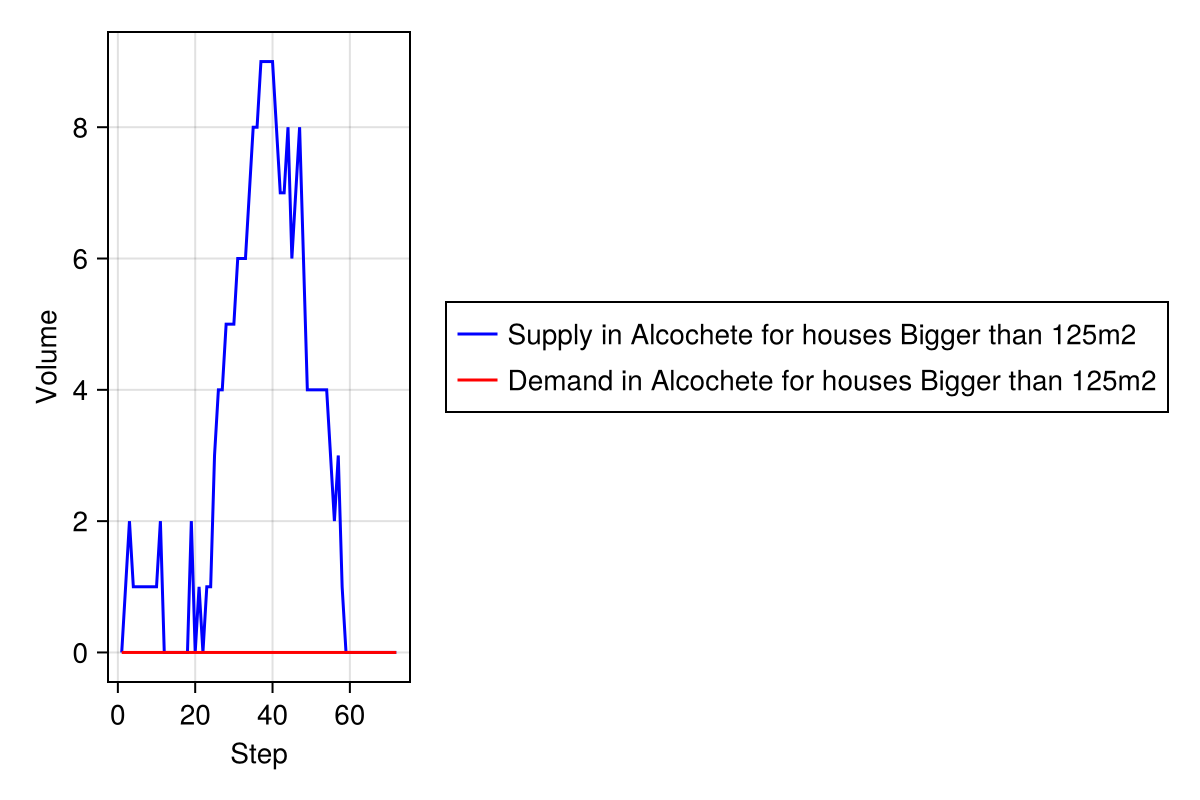 8
6
4
2
0
Volume
0 20 40 60
Step
Supply in Alcochete for houses Bigger than 125m2
Demand in Alcochete for houses Bigger than 125m2